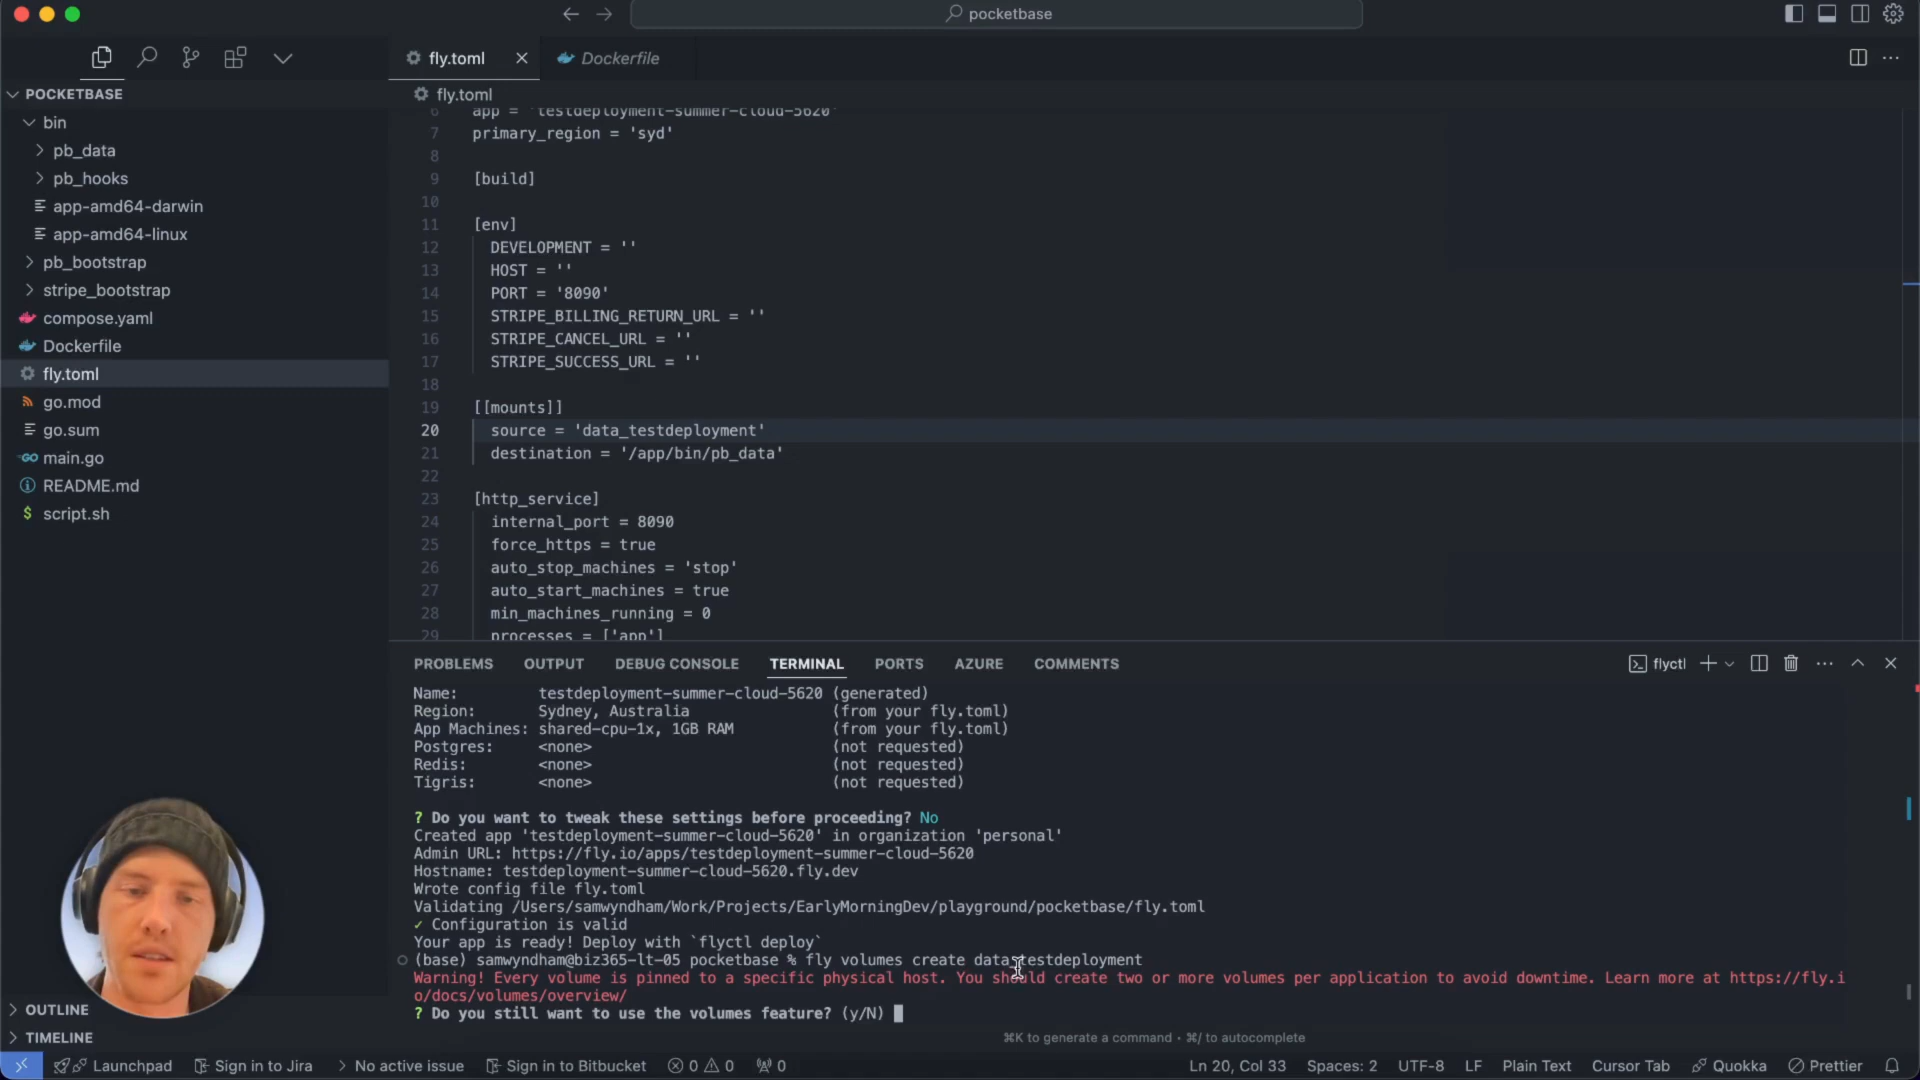 pocketbase
fly.toml
Dockerfile
POCKETBASE
bin
pb_data
pb_hooks
app-amd64-darwin
app-amd64-linux
pb_bootstrap
stripe_bootstrap
compose.yaml
Dockerfile
fly.toml
go.mod
go.sum
main.go
README.md
script.sh
OUTLINE
TIMELINE
fly.toml
6 app = 'testdeployment-summer-cloud-5620'
7 primary_region = 'syd'
8
9 [build]
10
11 [env]
12 DEVELOPMENT = ''
13 HOST = ''
14 PORT = '8090'
15 STRIPE_BILLING_RETURN_URL = ''
16 STRIPE_CANCEL_URL = ''
17 STRIPE_SUCCESS_URL = ''
18
19 [[mounts]]
20 source = 'data_testdeployment'
21 destination = '/app/bin/pb_data'
22
23 [http_service]
24 internal_port = 8090
25 force_https = true
26 auto_stop_machines = 'stop'
27 auto_start_machines = true
28 min_machines_running = 0
29 processes = ['app']
PROBLEMS OUTPUT DEBUG CONSOLE TERMINAL PORTS AZURE COMMENTS flyctl
Name: testdeployment-summer-cloud-5620 (generated)
Region: Sydney, Australia (from your fly.toml)
App Machines: shared-cpu-1x, 1GB RAM (from your fly.toml)
Postgres: <none> (not requested)
Redis: <none> (not requested)
Tigris: <none> (not requested)
? Do you want to tweak these settings before proceeding? No
Created app 'testdeployment-summer-cloud-5620' in organization 'personal'
Admin URL: https://fly.io/apps/testdeployment-summer-cloud-5620
Hostname: testdeployment-summer-cloud-5620.fly.dev
Wrote config file fly.toml
Validating /Users/samwyndham/Work/Projects/EarlyMorningDev/playground/pocketbase/fly.toml
✓ Configuration is valid
Your app is ready! Deploy with `flyctl deploy`
(base) samwyndham@biz365-lt-05 pocketbase % fly volumes create data_testdeployment
Warning! Every volume is pinned to a specific physical host. You should create two or more volumes per application to avoid downtime. Learn more at https://fly.i
o/docs/volumes/overview/
? Do you still want to use the volumes feature? (y/N)
⌘K to generate a command • ⌘/ to autocomplete
Launchpad Sign in to Jira No active issue Sign in to Bitbucket 0 0 0 Ln 20, Col 33 Spaces: 2 UTF-8 LF Plain Text Cursor Tab Quokka Prettier